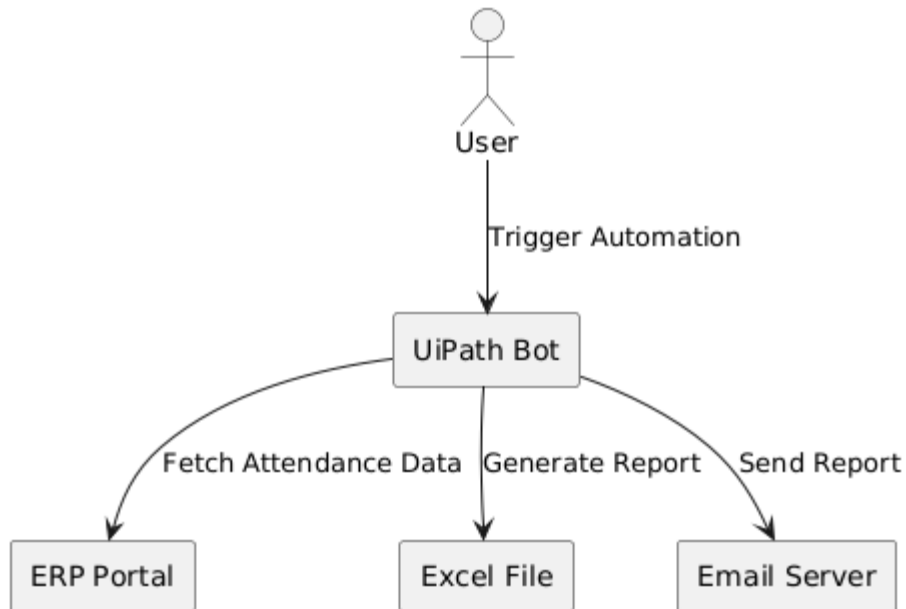 User
Trigger Automation
UiPath Bot
Fetch Attendance Data
Generate Report
Send Report
ERP Portal
Excel File
Email Server